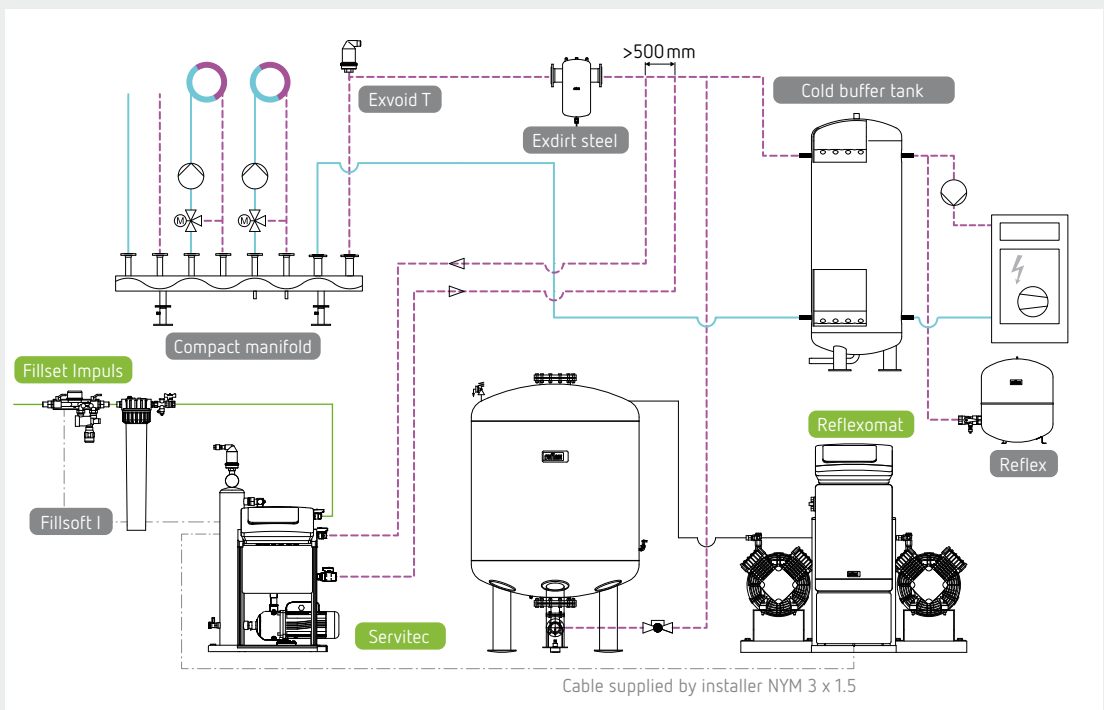 >500 mm
Exvoid T
Exdirt steel
Cold buffer tank
M
M
Compact manifold
Fillset Impuls
Fillsoft I
Servitec
reflex
Reflexomat
Reflex
Cable supplied by installer NYM 3 x 1.5